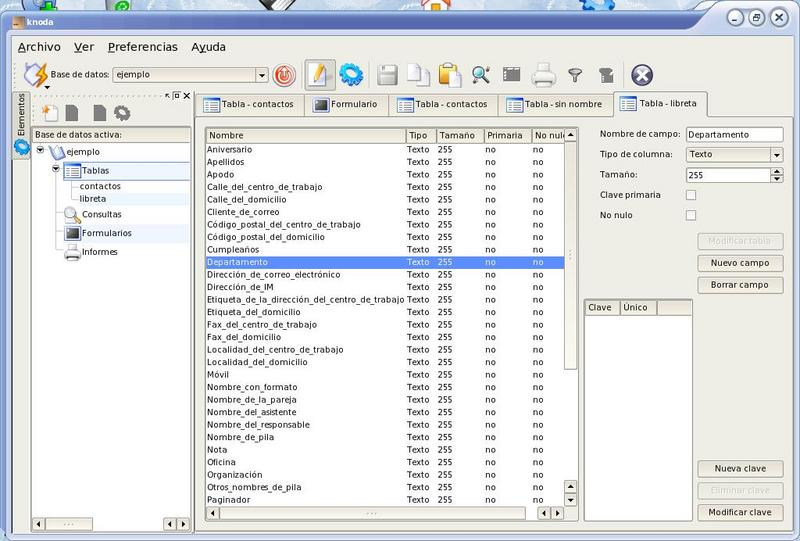 knoda
Archivo Ver Preferencias Ayuda
Base de datos: ejemplo
Elementos
Base de datos activa:
ejemplo
Tablas
contactos
libreta
Consultas
Formularios
Informes
Tabla - contactos Formulario Tabla - contactos Tabla - sin nombre Tabla - libreta
Nombre Tipo Tamaño Primaria No nulo
Aniversario Texto 255 no no
Apellidos Texto 255 no no
Apodo Texto 255 no no
Calle_del_centro_de_trabajo Texto 255 no no
Calle_del_domicilio Texto 255 no no
Cliente_de_correo Texto 255 no no
Código_postal_del_centro_de_trabajo Texto 255 no no
Código_postal_del_domicilio Texto 255 no no
Cumpleaños Texto 255 no no
Departamento Texto 255 no no
Dirección_de_correo_electrónico Texto 255 no no
Dirección_de_IM Texto 255 no no
Etiqueta_de_la_dirección_del_centro_de_trabajo Texto 255 no no
Etiqueta_del_domicilio Texto 255 no no
Fax_del_centro_de_trabajo Texto 255 no no
Fax_del_domicilio Texto 255 no no
Localidad_del_centro_de_trabajo Texto 255 no no
Localidad_del_domicilio Texto 255 no no
Móvil Texto 255 no no
Nombre_con_formato Texto 255 no no
Nombre_de_la_pareja Texto 255 no no
Nombre_del_asistente Texto 255 no no
Nombre_del_responsable Texto 255 no no
Nombre_de_pila Texto 255 no no
Nota Texto 255 no no
Oficina Texto 255 no no
Organización Texto 255 no no
Otros_nombres_de_pila Texto 255 no no
Paginador Texto 255 no no
Nombre de campo: Departamento
Tipo de columna: Texto
Tamaño: 255
Clave primaria
No nulo
Modificar tabla
Nuevo campo
Borrar campo
Clave Único
Nueva clave
Eliminar clave
Modificar clave